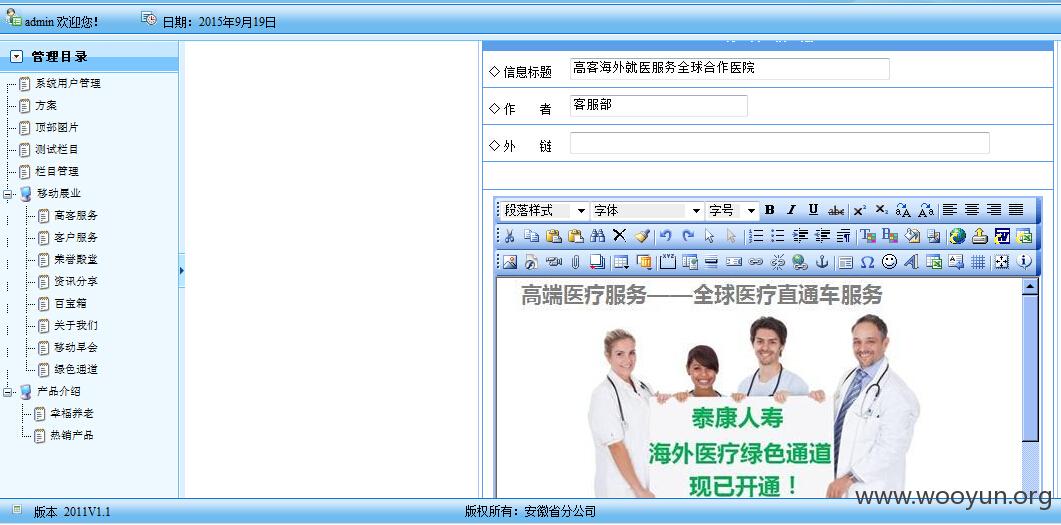 admin 欢迎您! 日期: 2015年9月19日
管理目录
系统用户管理
方案
顶部图片
测试栏目
栏目管理
移动展业
高客服务
客户服务
荣誉殿堂
资讯分享
百宝箱
关于我们
移动早会
绿色通道
产品介绍
幸福养老
热销产品
◇ 信息标题 高客海外就医服务全球合作医院
◇ 作 者 客服部
◇ 外 链
段落样式 字体 字号 B I U abc
高端医疗服务——全球医疗直通车服务
泰康人寿
海外医疗绿色通道
现已开通！
www.wooyun.org
版本 2011V1.1 版权所有: 安徽省分公司